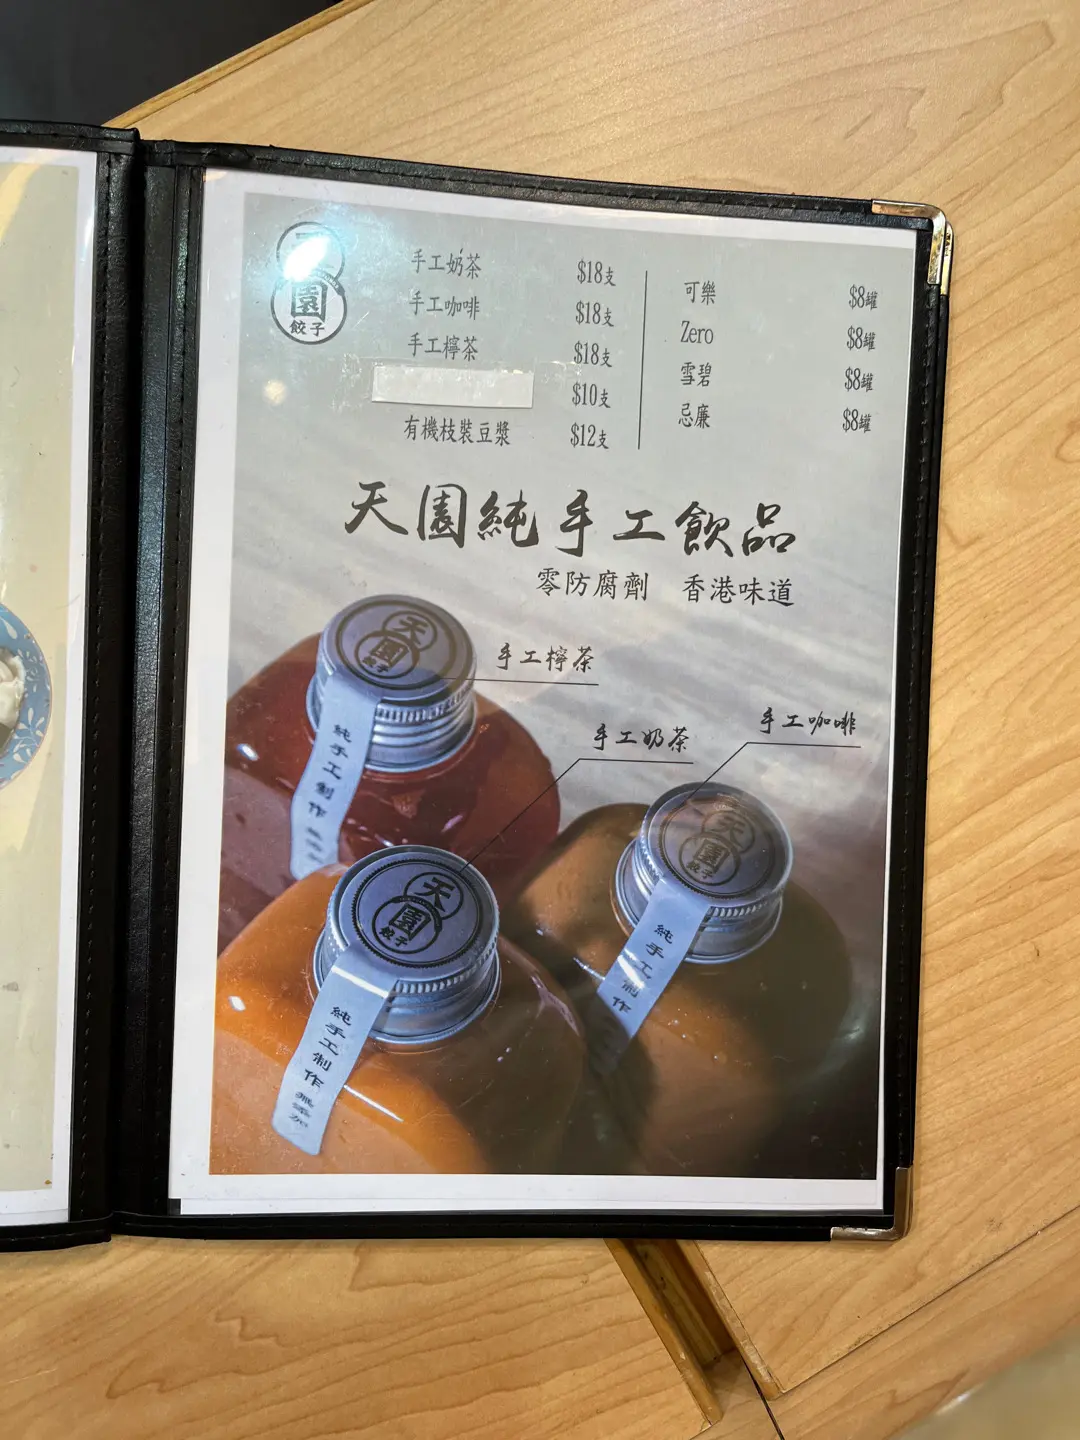 天園
餃子
手工奶茶 $18支
手工咖啡 $18支
手工檸茶 $18支
$10支
有機枝裝豆漿 $12支
可樂 $8罐
Zero $8罐
雪碧 $8罐
忌廉 $8罐
天園純手工飲品
零防腐劑 香港味道
手工檸茶
手工奶茶
手工咖啡
天園
餃子
純手工制作
天園
餃子
純手工制作 無添加
天園
餃子
純手工制作